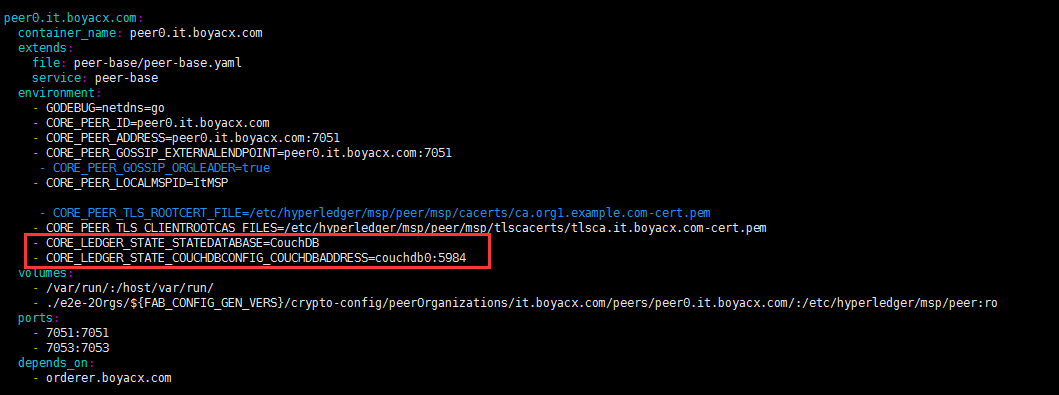 peer0.it.boyacx.com:
container_name: peer0.it.boyacx.com
extends:
file: peer-base/peer-base.yaml
service: peer-base
environment:
- GODEBUG=netdns=go
- CORE_PEER_ID=peer0.it.boyacx.com
- CORE_PEER_ADDRESS=peer0.it.boyacx.com:7051
- CORE_PEER_GOSSIP_EXTERNALENDPOINT=peer0.it.boyacx.com:7051
- CORE_PEER_GOSSIP_ORGLEADER=true
- CORE_PEER_LOCALMSPID=ItMSP
- CORE_PEER_TLS_ROOTCERT_FILE=/etc/hyperledger/msp/peer/msp/cacerts/ca.org1.example.com-cert.pem
- CORE_PEER_TLS_CLIENTROOTCAS_FILES=/etc/hyperledger/msp/peer/msp/tlscacerts/tlsca.it.boyacx.com-cert.pem
- CORE_LEDGER_STATE_STATEDATABASE=CouchDB
- CORE_LEDGER_STATE_COUCHDBCONFIG_COUCHDBADDRESS=couchdb0:5984
volumes:
- /var/run/:/host/var/run/
- ./e2e-2Orgs/${FAB_CONFIG_GEN_VERS}/crypto-config/peerOrganizations/it.boyacx.com/peers/peer0.it.boyacx.com/:/etc/hyperledger/msp/peer:ro
ports:
- 7051:7051
- 7053:7053
depends_on:
- orderer.boyacx.com